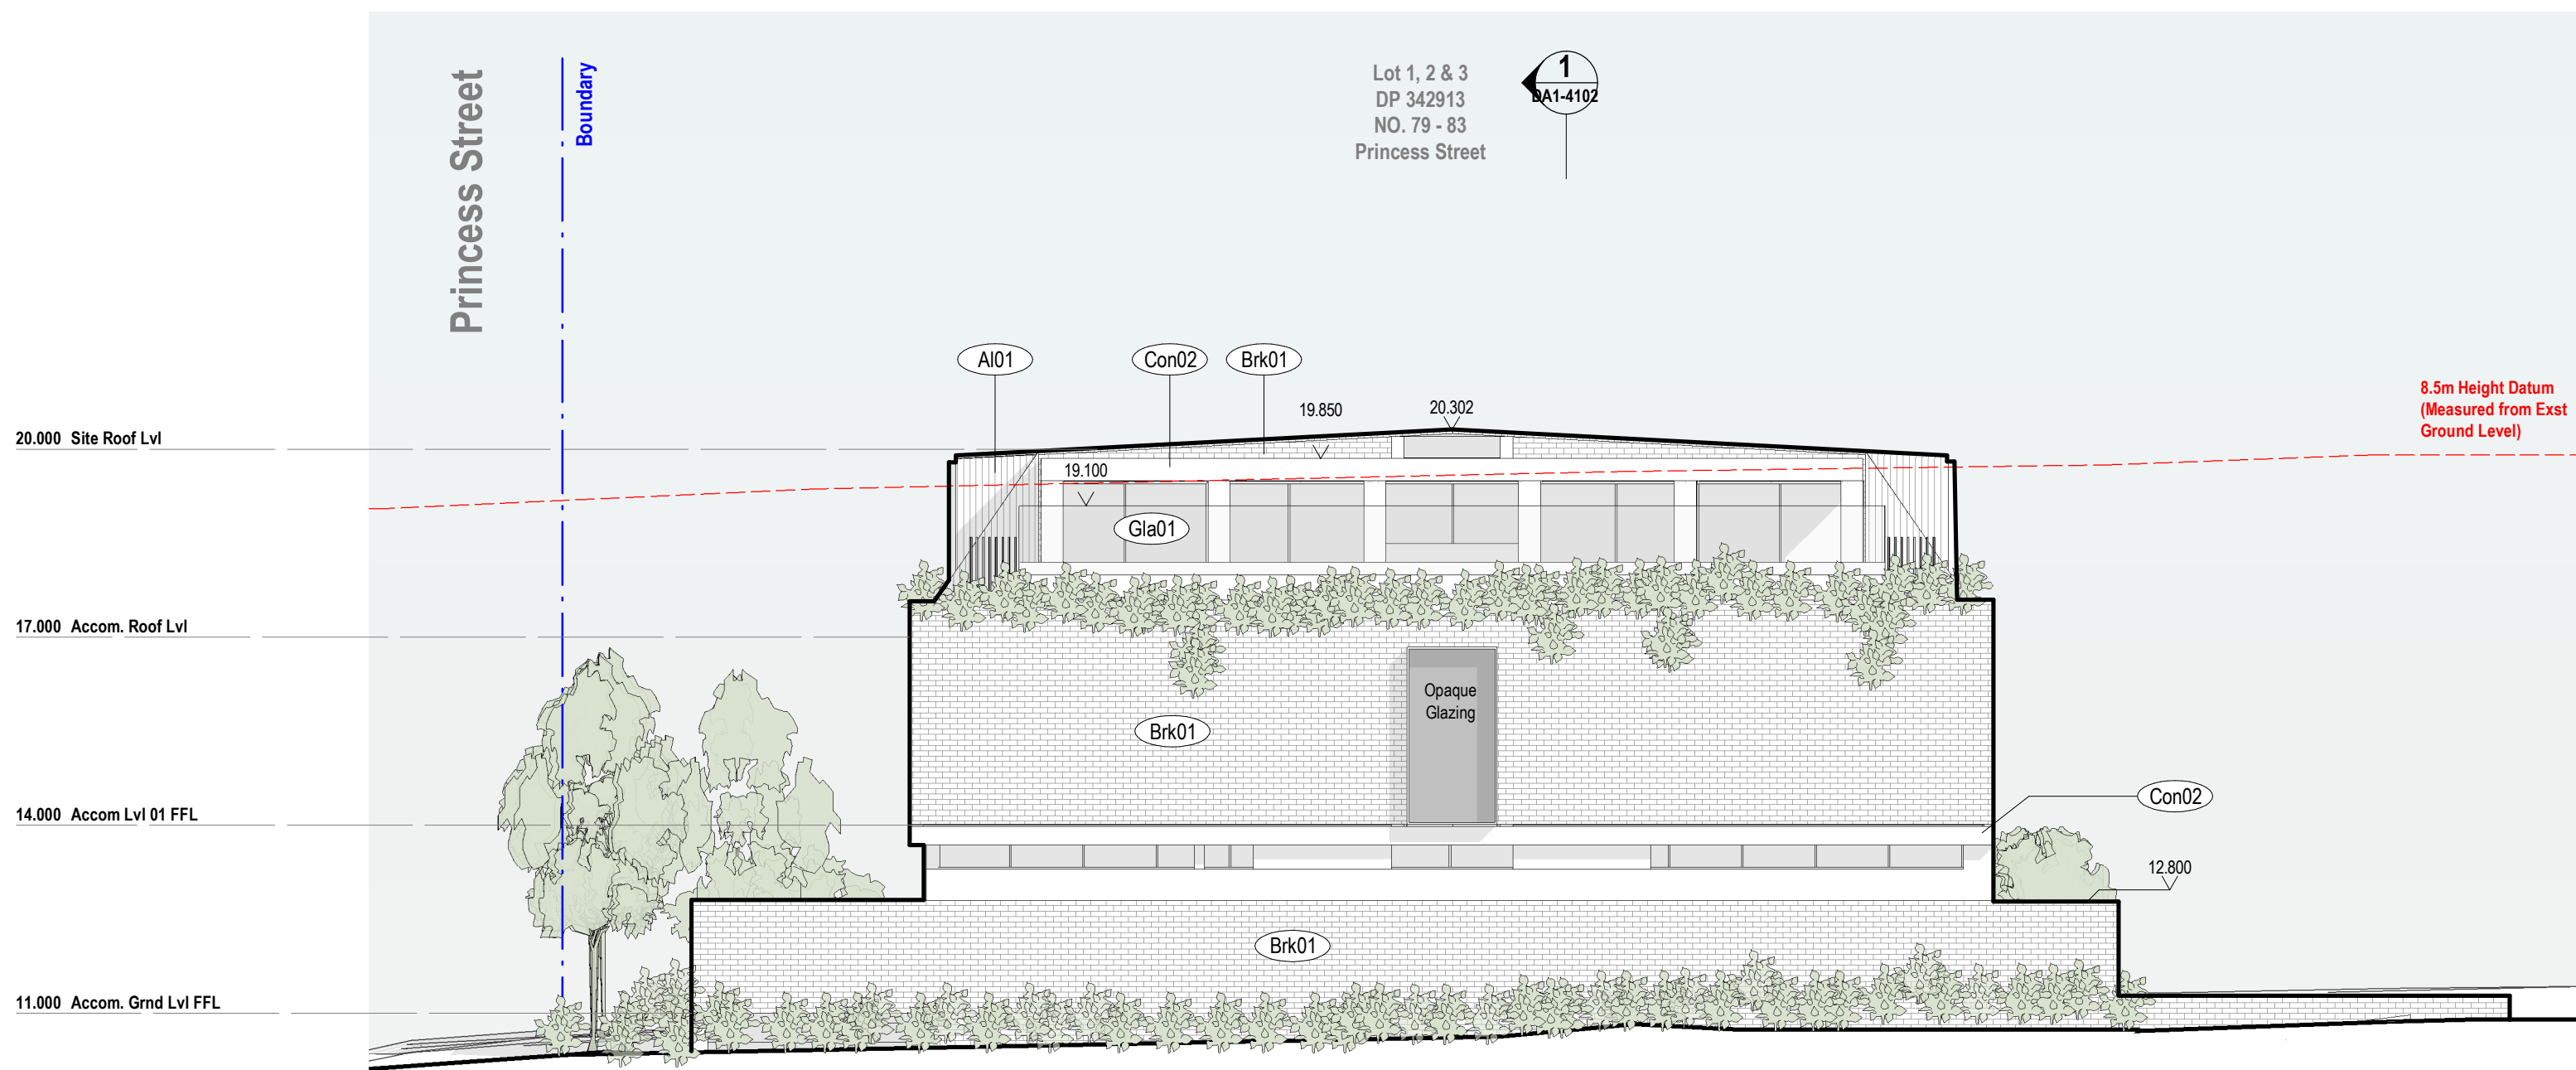 Princess Street
Boundary
Lot 1, 2 & 3
DP 342913
NO. 79 - 83
Princess Street
1
DA1-4102
8.5m Height Datum
(Measured from Exst
Ground Level)
Al01
Con02
Brk01
19.850
20.302
20.000 Site Roof Lvl
19.100
Gla01
17.000 Accom. Roof Lvl
Opaque
Glazing
Brk01
Con02
14.000 Accom Lvl 01 FFL
12.800
Brk01
11.000 Accom. Grnd Lvl FFL